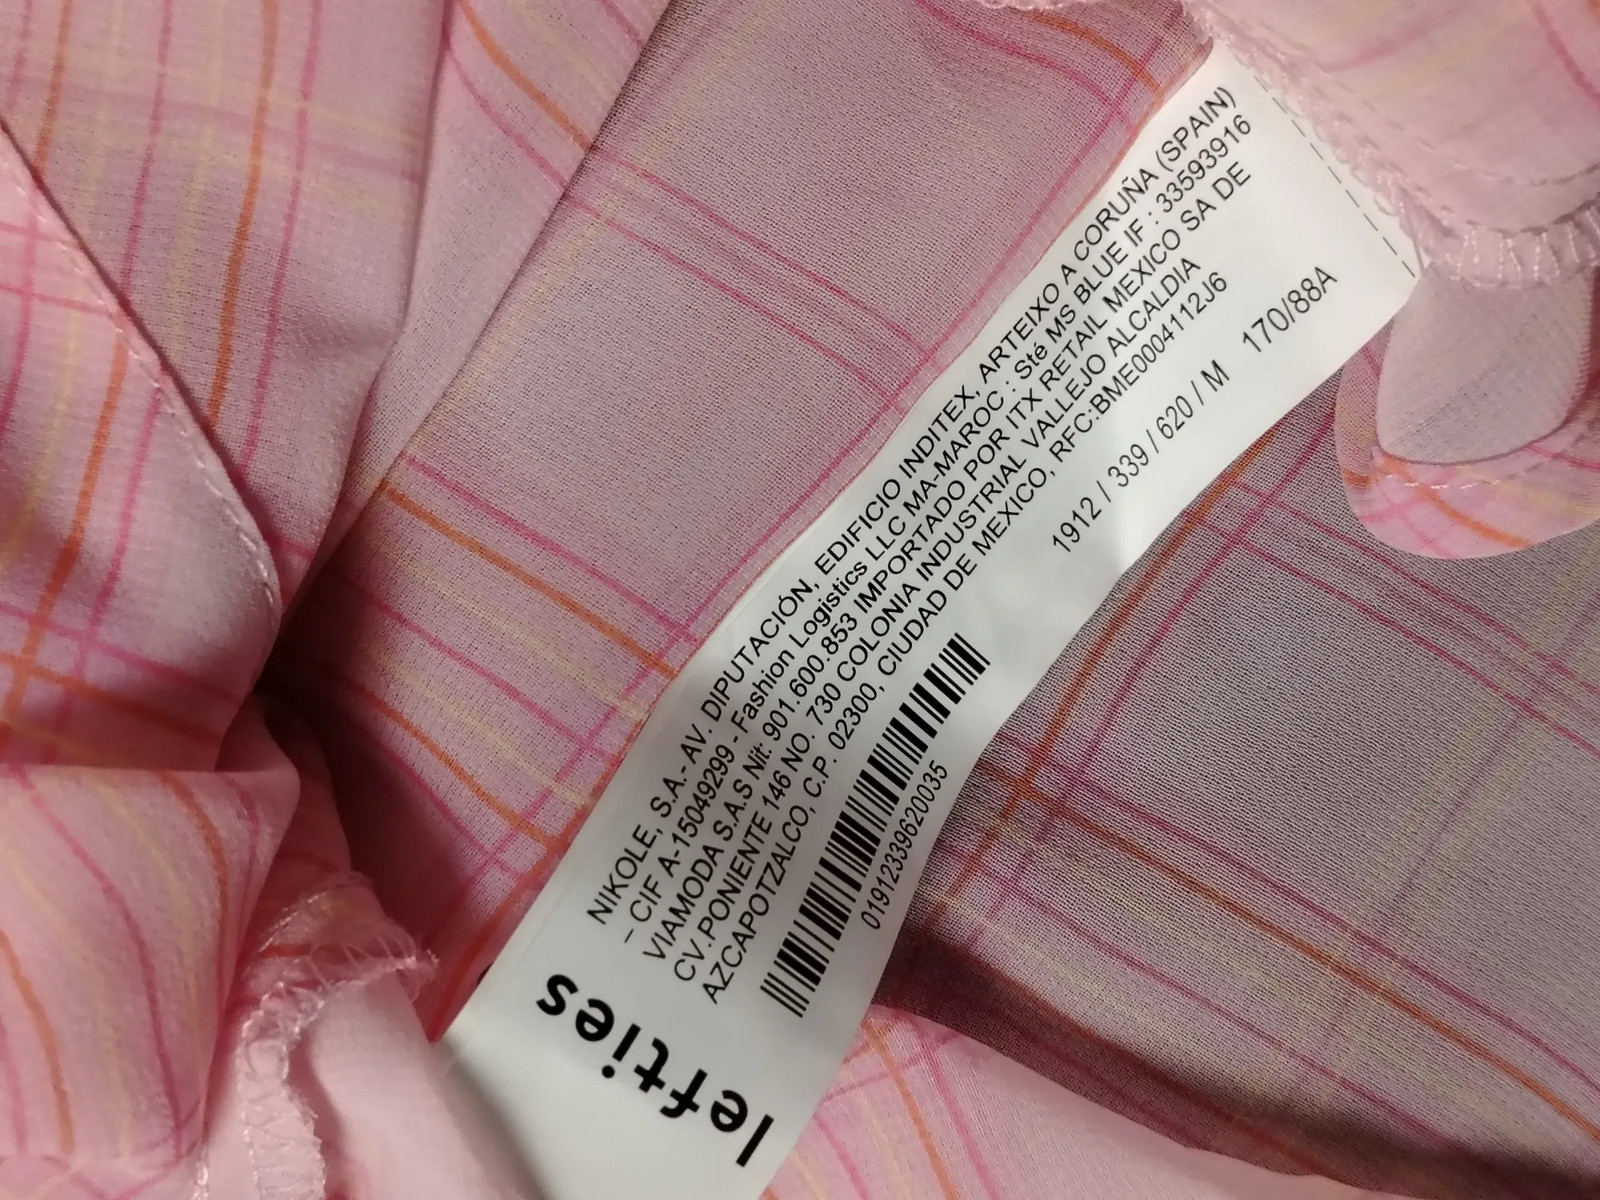 NIKOLE, S.A.- AV. DIPUTACIÓN, EDIFICIO INDITEX, ARTEIXO A CORUÑA (SPAIN)
– CIF A-15049299 - Fashion Logistics LLC MA-MAROC : Sté MS BLUE IF : 33593916
VIAMODA S.A.S Nit: 901.600.853 IMPORTADO POR ITX RETAIL MEXICO SA DE
CV.PONIENTE 146 NO. 730 COLONIA INDUSTRIAL VALLEJO ALCALDIA
AZCAPOTZALCO, C.P. 02300, CIUDAD DE MEXICO, RFC:BME0004112J6
1912 / 339 / 620 / M 170/88A
01912339620035
lefties